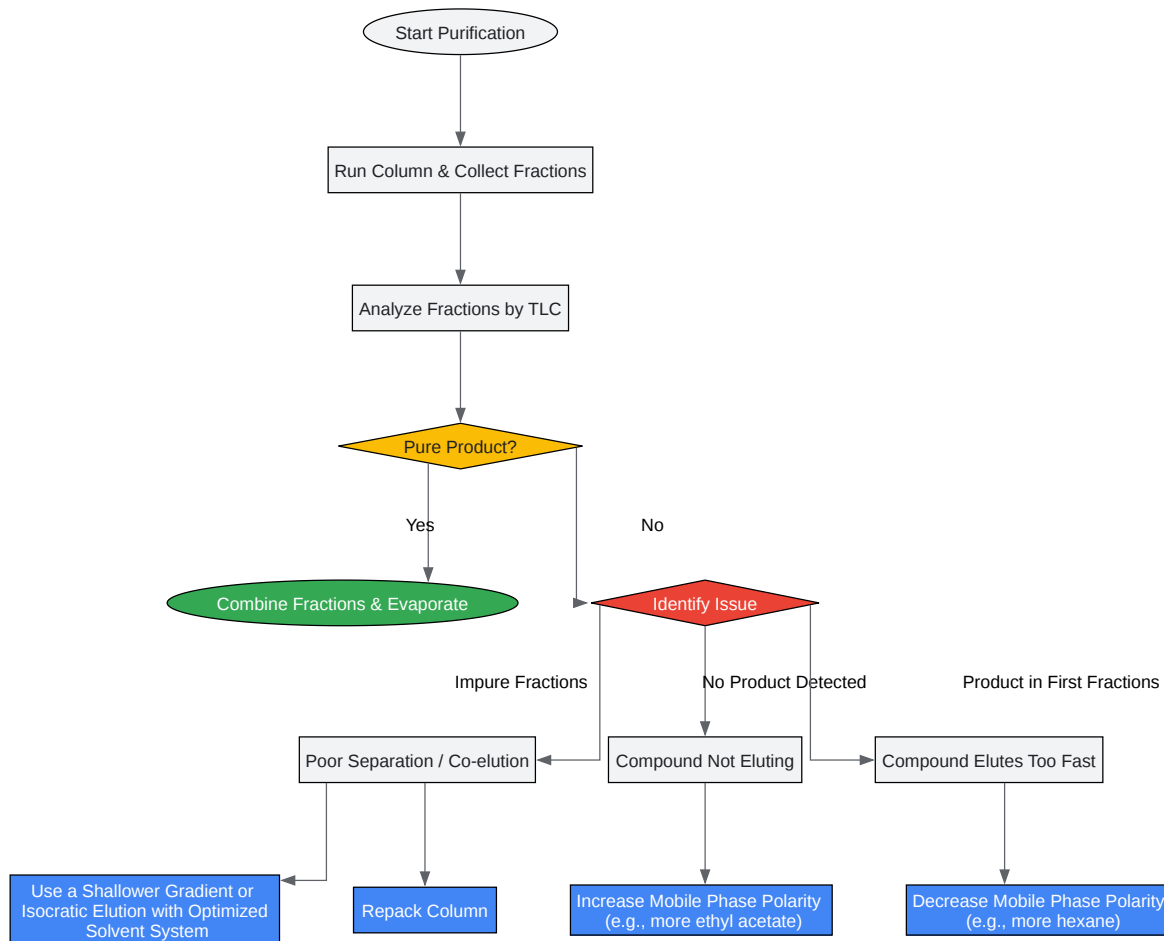 Start Purification
Run Column & Collect Fractions
Analyze Fractions by TLC
Pure Product?
Yes
No
Combine Fractions & Evaporate
Identify Issue
Impure Fractions
No Product Detected
Product in First Fractions
Poor Separation / Co-elution
Compound Not Eluting
Compound Elutes Too Fast
Use a Shallower Gradient or
Isocratic Elution with Optimized
Solvent System
Repack Column
Increase Mobile Phase Polarity
(e.g., more ethyl acetate)
Decrease Mobile Phase Polarity
(e.g., more hexane)